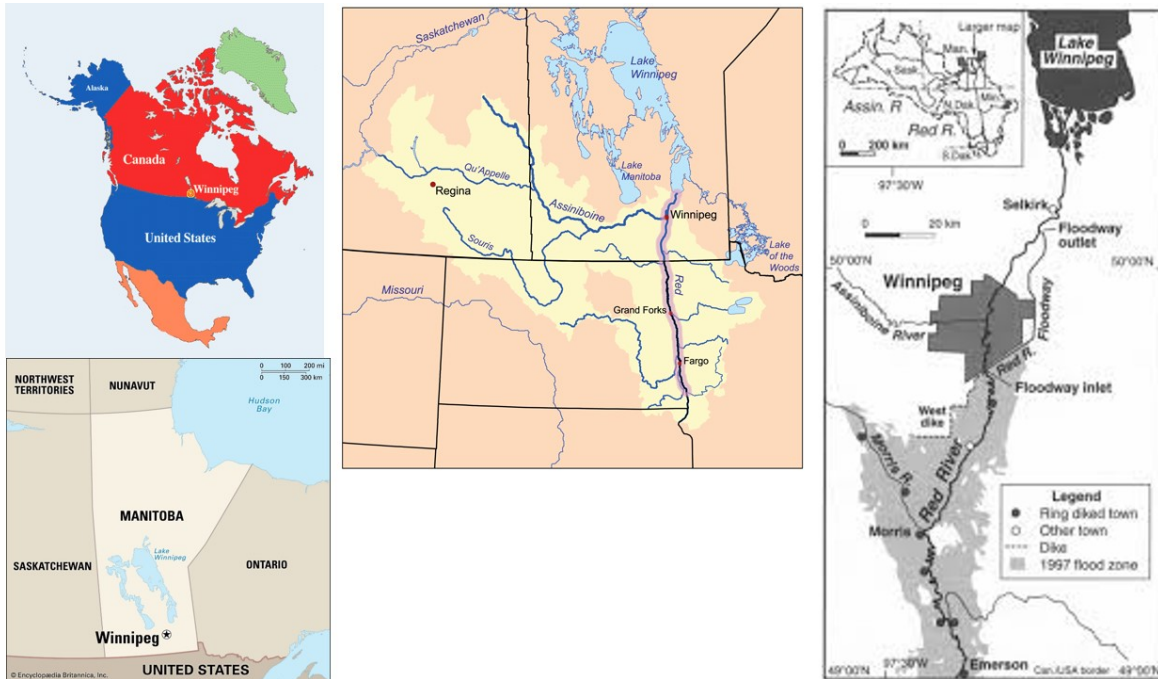 Alaska
Canada
Winnipeg
United States
0 100 200 mi
0 150 300 km
NORTHWEST
TERRITORIES
NUNAVUT
Hudson
Bay
MANITOBA
Lake
Winnipeg
SASKATCHEWAN
ONTARIO
Winnipeg
UNITED STATES
© Encyclopædia Britannica, Inc.
Saskatchewan
Lake
Winnipeg
Lake
Manitoba
Qu'Appelle
Regina
Assiniboine
Winnipeg
Souris
Lake
of the
Woods
Red
Missouri
Grand Forks
Fargo
Larger map
Man.
Sask.
Assin. R
N.Dak.
Min.
Red R.
S.Dak.
0 200 km
Lake
Winnipeg
97°30'W
Selkirk
0 20 km
Floodway
outlet
50°00'N
50°00'N
Winnipeg
Assiniboine
River
Floodway
Red R.
Floodway inlet
West
dike
Morris R.
Red River
Morris
Legend
Ring diked town
Other town
Dike
1997 flood zone
Emerson
49°00'N
97°30'W
Can./USA border
49°00'N